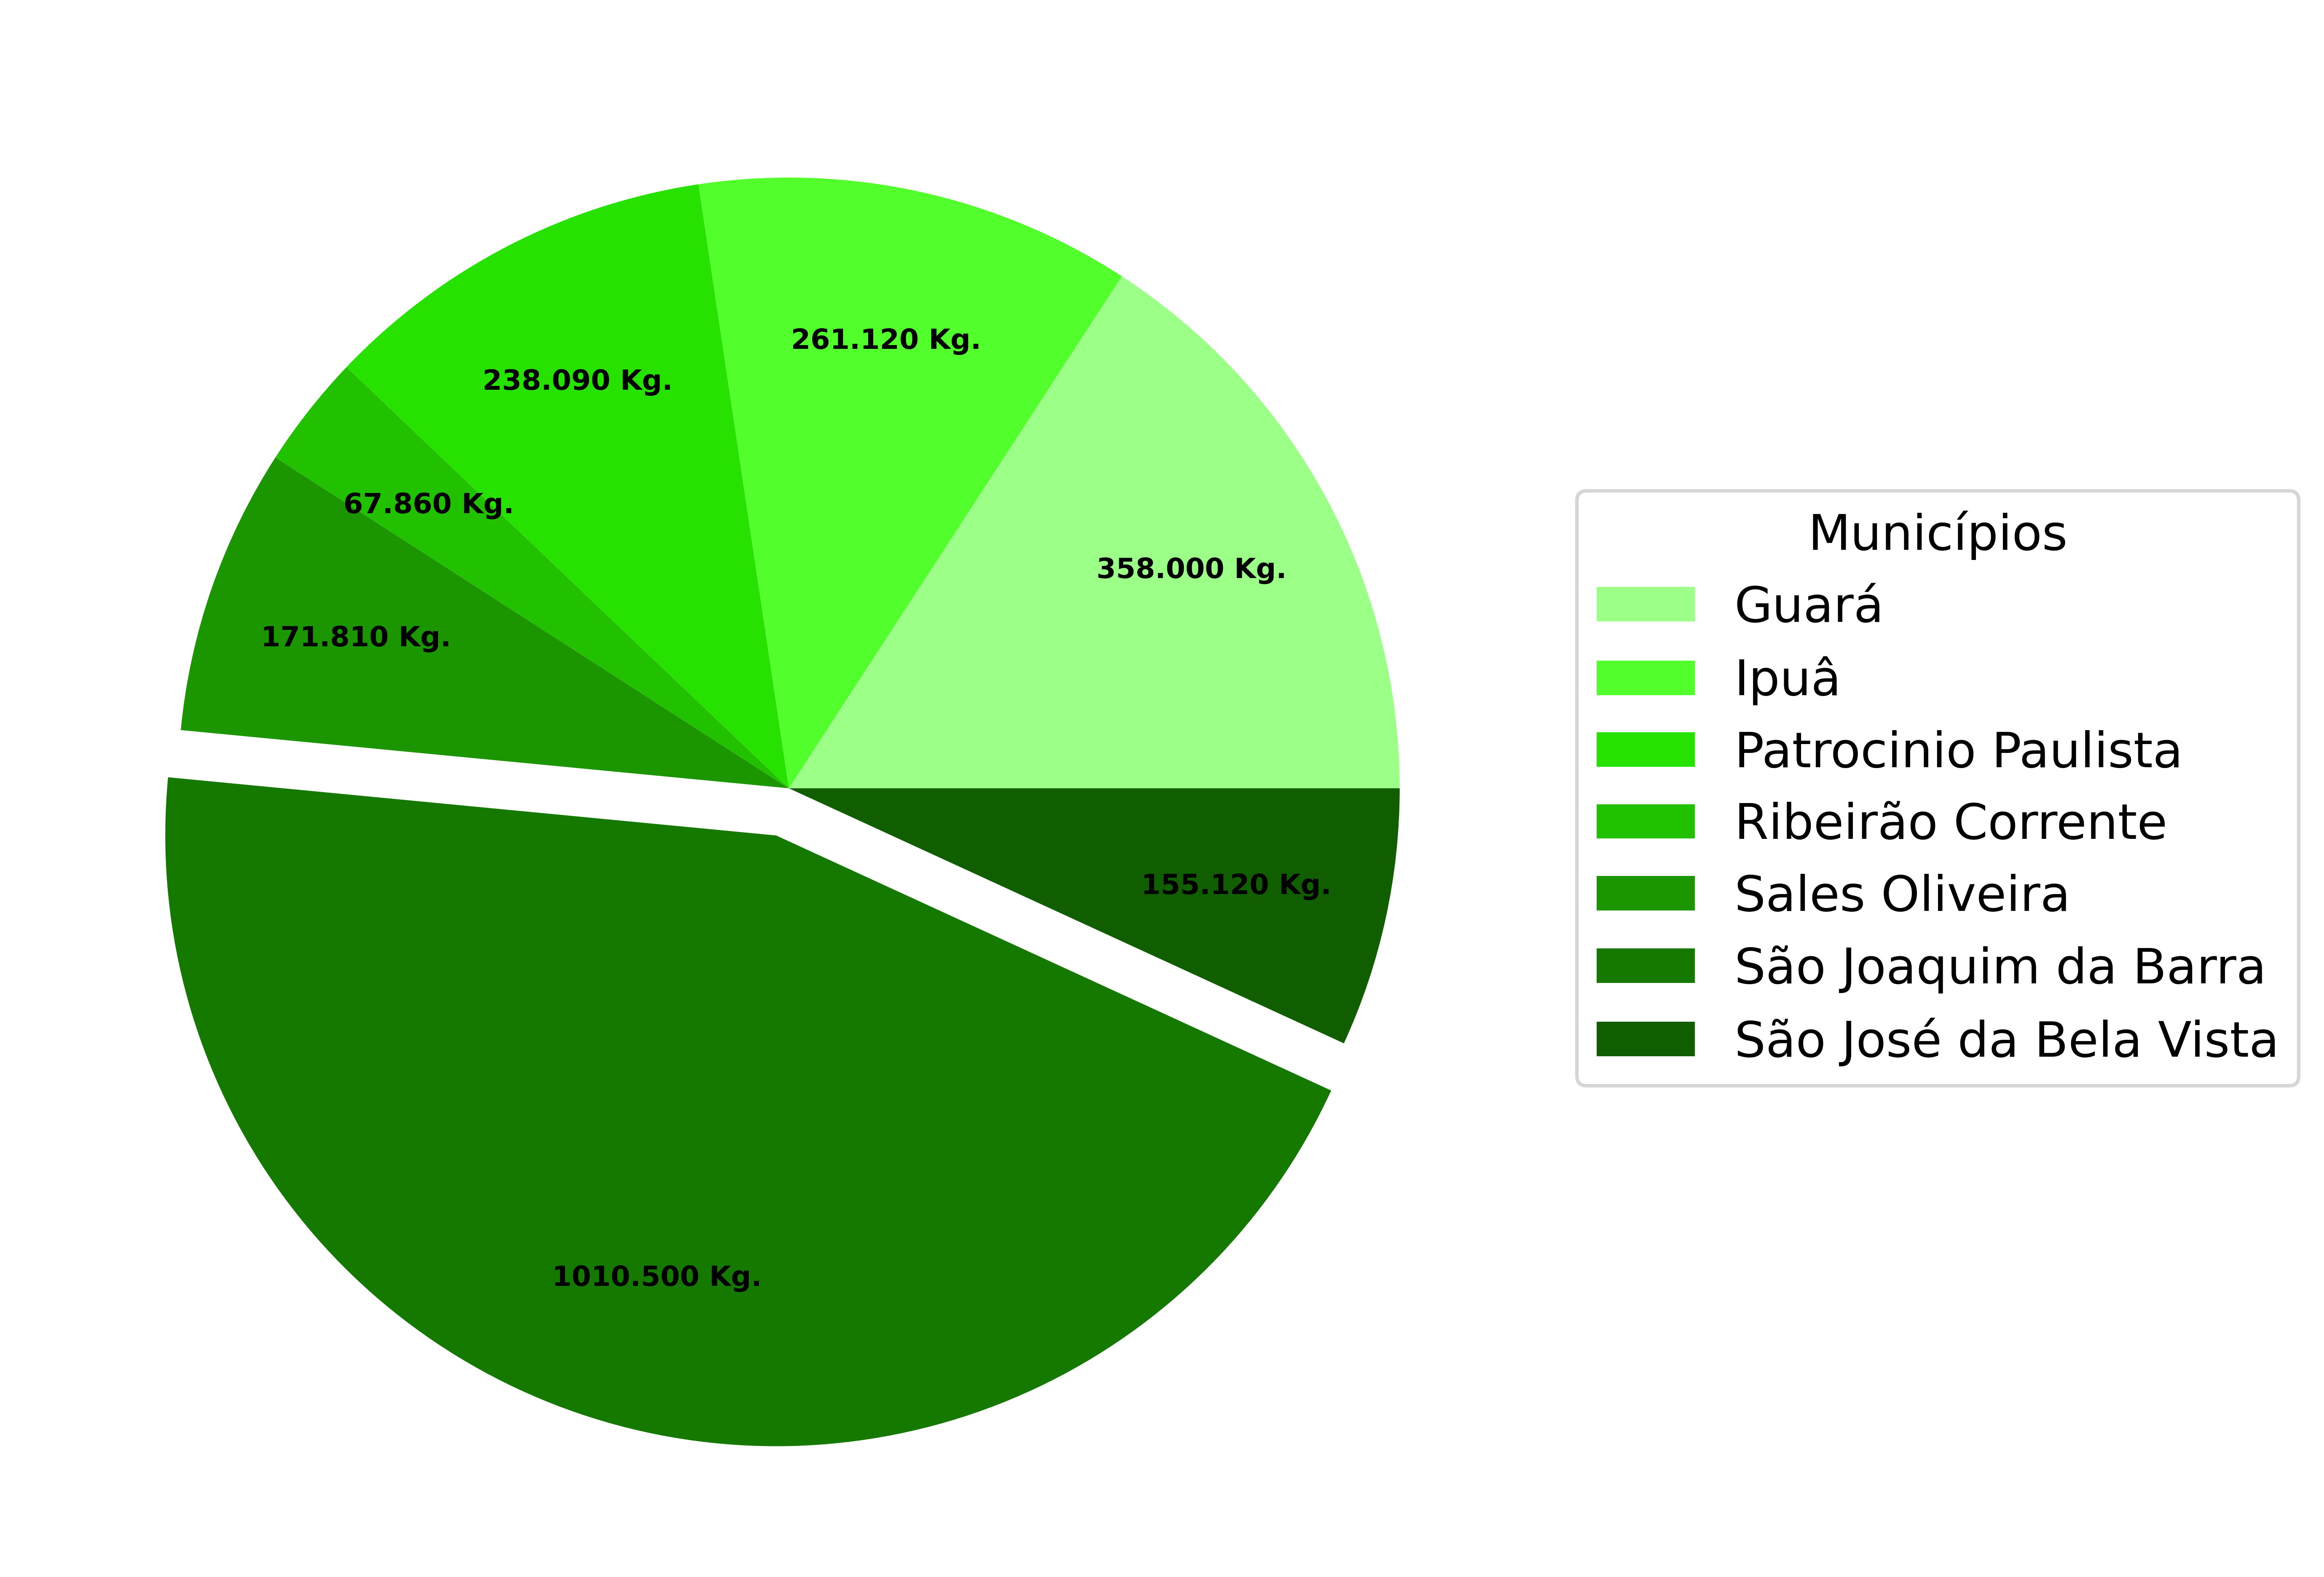 261.120 Kg.
238.090 Kg.
67.860 Kg.
358.000 Kg.
171.810 Kg.
155.120 Kg.
1010.500 Kg.
Municípios
Guará
Ipuâ
Patrocinio Paulista
Ribeirão Corrente
Sales Oliveira
São Joaquim da Barra
São José da Bela Vista